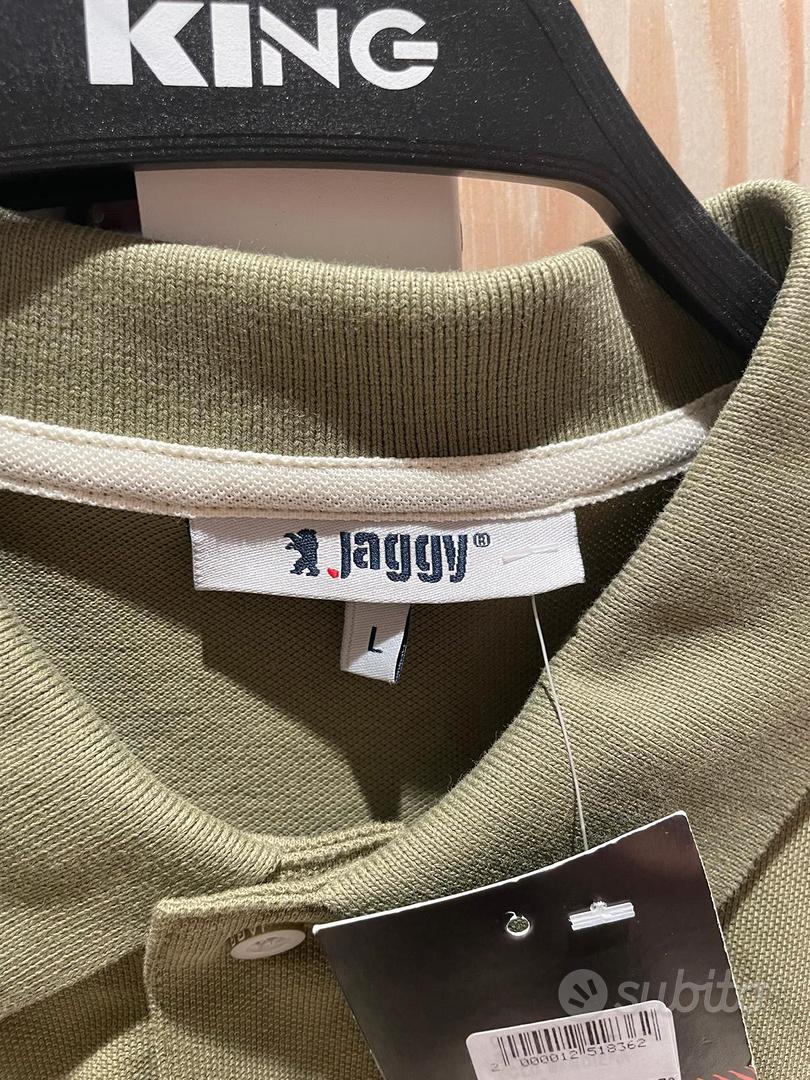 KING
jaggy®
L
subito
2 000012 518362